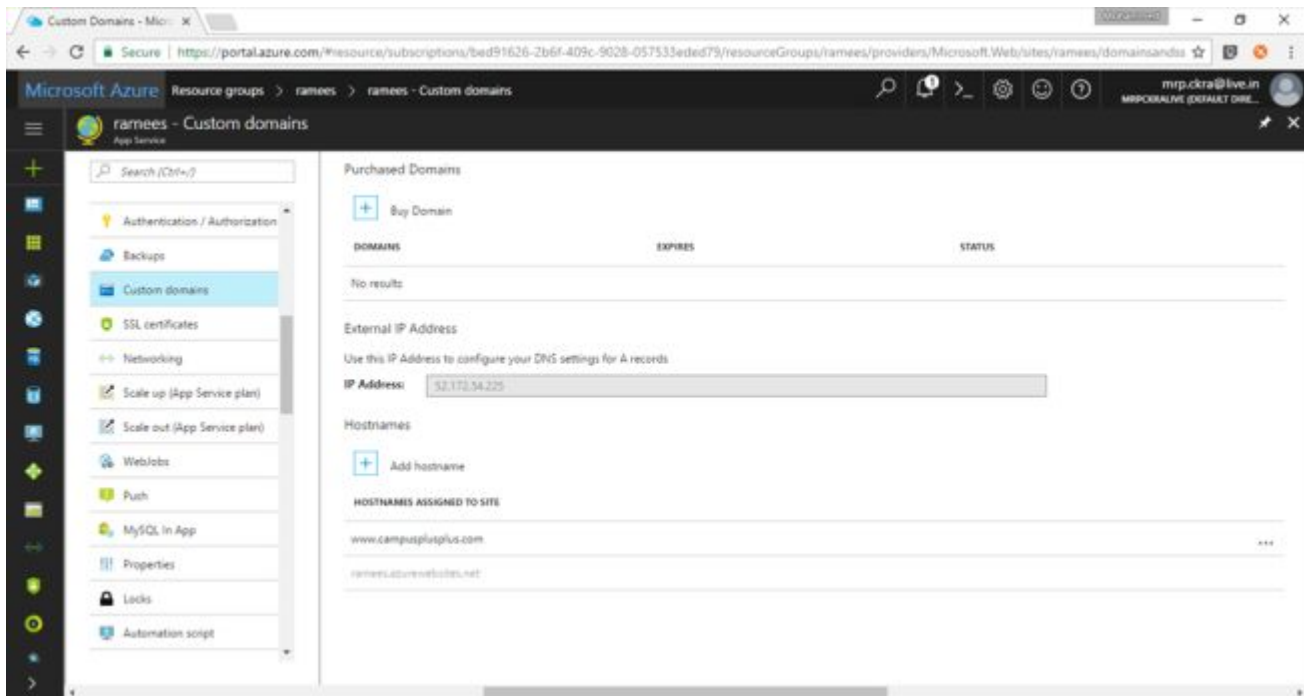 Custom Domains - Micr
Secure | https://portal.azure.com/#resource/subscriptions/bed91626-2b6f-409c-9028-057533eded79/resourceGroups/ramees/providers/Microsoft.Web/sites/ramees/domainsandss
Microsoft Azure Resource groups > ramees > ramees - Custom domains
mrp.ckra@live.in
MRPCKRALIVE (DEFAULT DIRE...
ramees - Custom domains
App Service
Search (Ctrl+/)
Authentication / Authorization
Backups
Custom domains
SSL certificates
Networking
Scale up (App Service plan)
Scale out (App Service plan)
WebJobs
Push
MySQL In App
Properties
Locks
Automation script
Purchased Domains
Buy Domain
DOMAINS EXPIRES STATUS
No results
External IP Address
Use this IP Address to configure your DNS settings for A records
IP Address: 52.172.54.225
Hostnames
Add hostname
HOSTNAMES ASSIGNED TO SITE
www.campusplusplus.com
ramees.azurewebsites.net